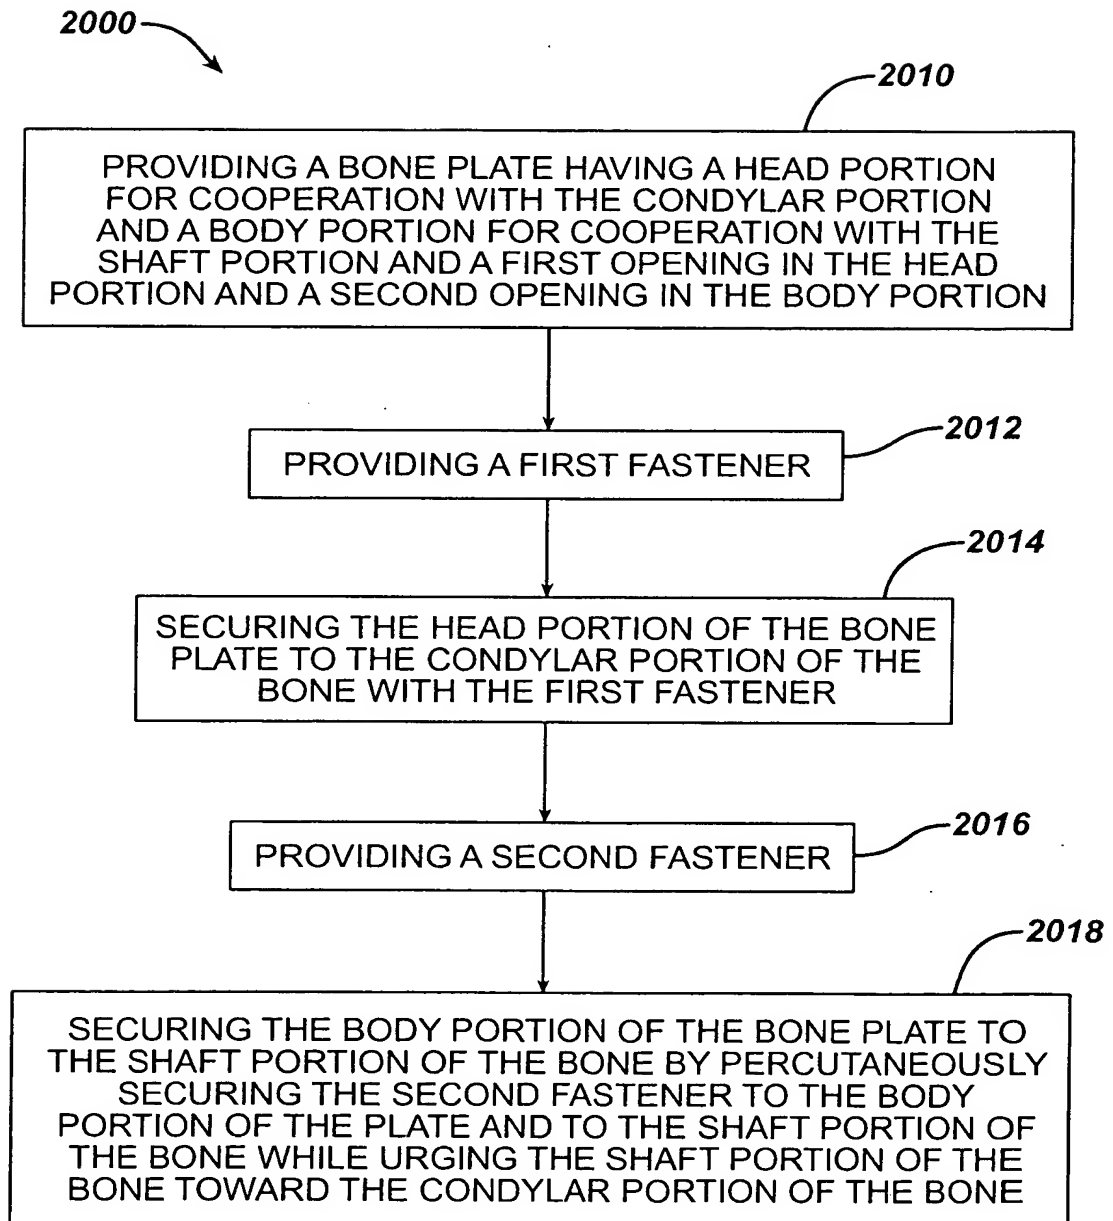 2000
2010
PROVIDING A BONE PLATE HAVING A HEAD PORTION
FOR COOPERATION WITH THE CONDYLAR PORTION
AND A BODY PORTION FOR COOPERATION WITH THE
SHAFT PORTION AND A FIRST OPENING IN THE HEAD
PORTION AND A SECOND OPENING IN THE BODY PORTION
2012
PROVIDING A FIRST FASTENER
2014
SECURING THE HEAD PORTION OF THE BONE
PLATE TO THE CONDYLAR PORTION OF THE
BONE WITH THE FIRST FASTENER
2016
PROVIDING A SECOND FASTENER
2018
SECURING THE BODY PORTION OF THE BONE PLATE TO
THE SHAFT PORTION OF THE BONE BY PERCUTANEOUSLY
SECURING THE SECOND FASTENER TO THE BODY
PORTION OF THE PLATE AND TO THE SHAFT PORTION OF
THE BONE WHILE URGING THE SHAFT PORTION OF THE
BONE TOWARD THE CONDYLAR PORTION OF THE BONE